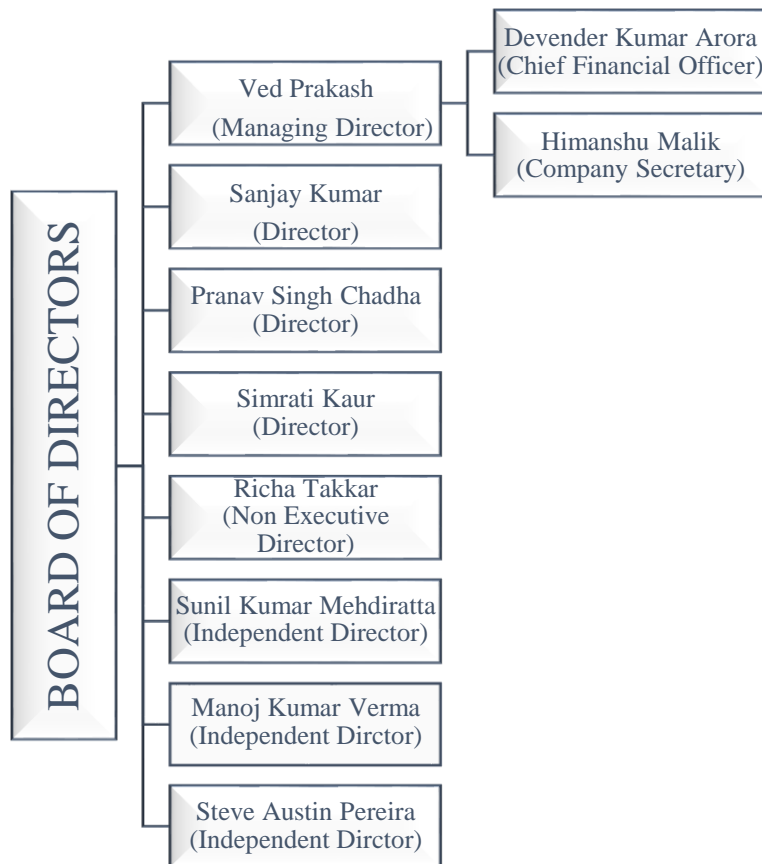 BOARD OF DIRECTORS
Ved Prakash
(Managing Director)
Devender Kumar Arora
(Chief Financial Officer)
Himanshu Malik
(Company Secretary)
Sanjay Kumar
(Director)
Pranav Singh Chadha
(Director)
Simrati Kaur
(Director)
Richa Takkar
(Non Executive
Director)
Sunil Kumar Mehdiratta
(Independent Director)
Manoj Kumar Verma
(Independent Dirctor)
Steve Austin Pereira
(Independent Dirctor)